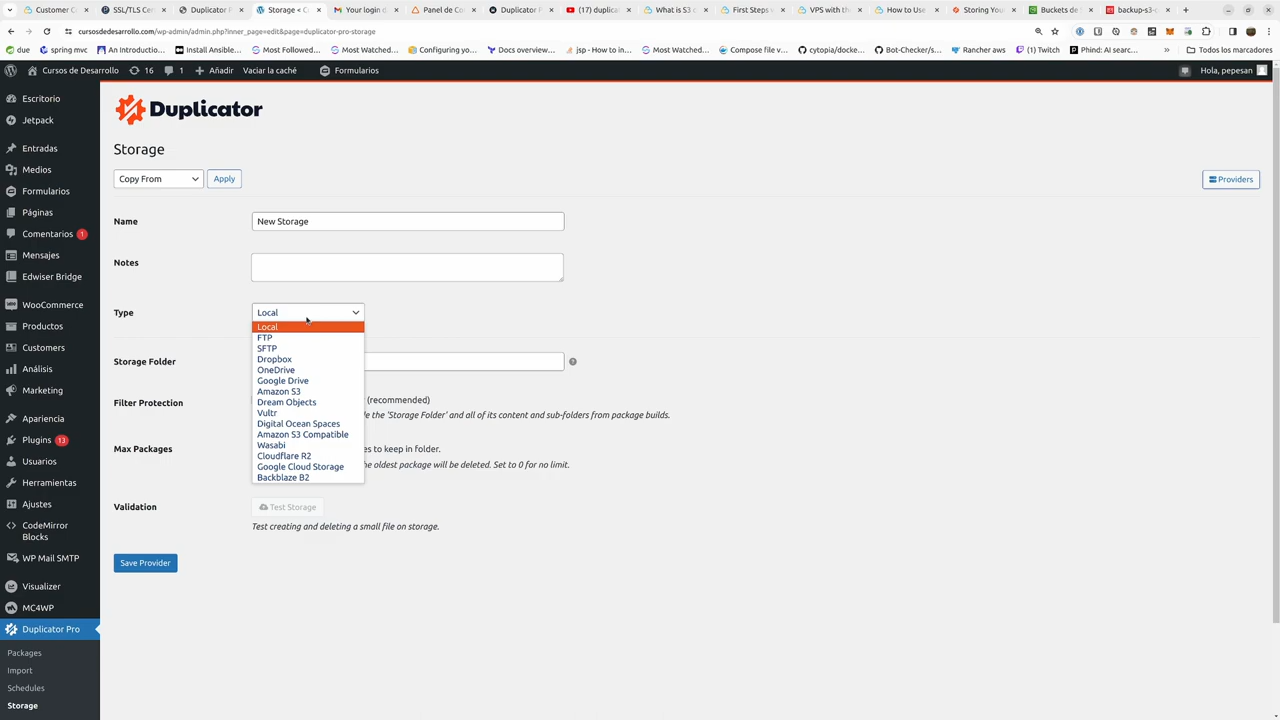 Customer C
SSL/TLS Cer
Duplicator P
Storage < C
Your login d
Panel de Co
Duplicator P
(17) duplica
What is S3 c
First Steps V
VPS with the
How to Use
Storing You
Buckets de S
backup-s3-c
cursosdedesarrollo.com/wp-admin/admin.php?inner_page=edit&page=duplicator-pro-storage
due
spring mvc
An Introduction...
Install Ansible...
Most Followed...
Most Watched...
Configuring yo...
Docs overview...
jsp - How to in...
Most Watched...
Compose file v...
cytopia/docke...
Bot-Checker/s...
Rancher aws
(1) Twitch
Phind: AI searc...
»
Todos los marcadores
Cursos de Desarrollo
16
1
Añadir
Vaciar la caché
Formularios
Hola, pepesan
Escritorio
Jetpack
Entradas
Medios
Formularios
Páginas
Comentarios 1
Mensajes
Edwiser Bridge
WooCommerce
Productos
Customers
Análisis
Marketing
Apariencia
Plugins 13
Usuarios
Herramientas
Ajustes
CodeMirror
Blocks
WP Mail SMTP
Visualizer
MC4WP
Duplicator Pro
Packages
Import
Schedules
Storage
Duplicator
Storage
Copy From
Apply
Providers
Name
New Storage
Notes
Type
Local
Local
FTP
SFTP
Dropbox
OneDrive
Google Drive
Amazon S3
Dream Objects
Vultr
Digital Ocean Spaces
Amazon S3 Compatible
Wasabi
Cloudflare R2
Google Cloud Storage
Backblaze B2
Storage Folder
Filter Protection
(recommended)
e the 'Storage Folder' and all of its content and sub-folders from package builds.
Max Packages
es to keep in folder.
he oldest package will be deleted. Set to 0 for no limit.
Validation
Test Storage
Test creating and deleting a small file on storage.
Save Provider